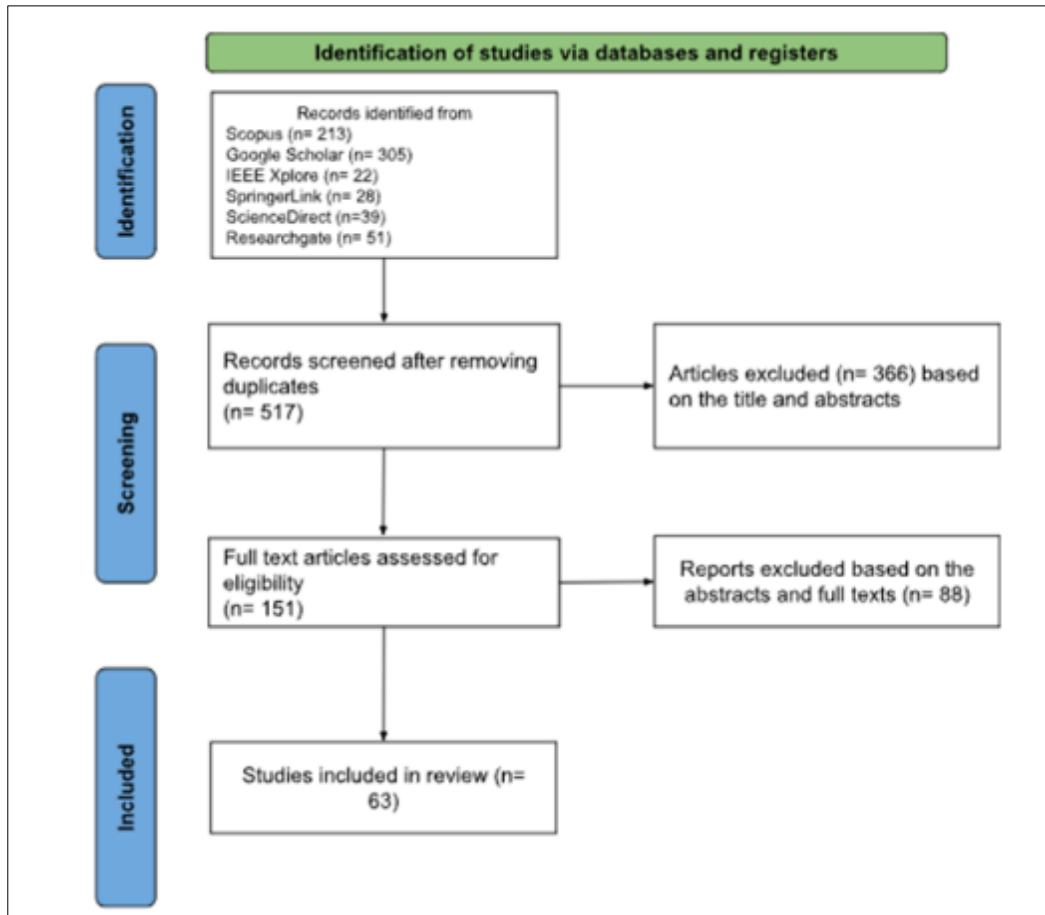 Identification of studies via databases and registers
Identification
Records identified from
Scopus (n= 213)
Google Scholar (n= 305)
IEEE Xplore (n= 22)
SpringerLink (n= 28)
ScienceDirect (n=39)
Researchgate (n= 51)
Screening
Records screened after removing
duplicates
(n= 517)
Articles excluded (n= 366) based
on the title and abstracts
Full text articles assessed for
eligibility
(n= 151)
Reports excluded based on the
abstracts and full texts (n= 88)
Included
Studies included in review (n=
63)